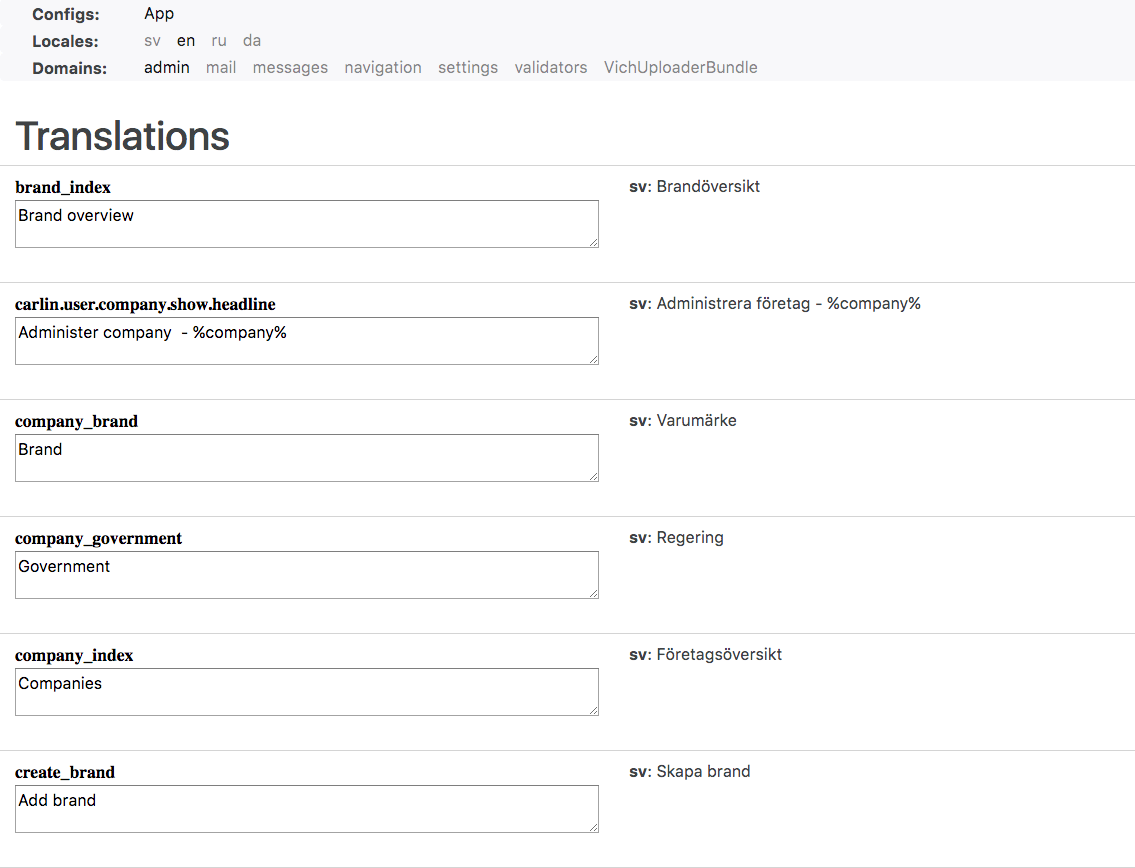 Configs: App
Locales: sv en ru da
Domains: admin mail messages navigation settings validators VichUploaderBundle
Translations
brand_index
Brand overview
sv: Brandöversikt
carlin.user.company.show.headline
Administer company  - %company%
sv: Administrera företag - %company%
company_brand
Brand
sv: Varumärke
company_government
Government
sv: Regering
company_index
Companies
sv: Företagsöversikt
create_brand
Add brand
sv: Skapa brand